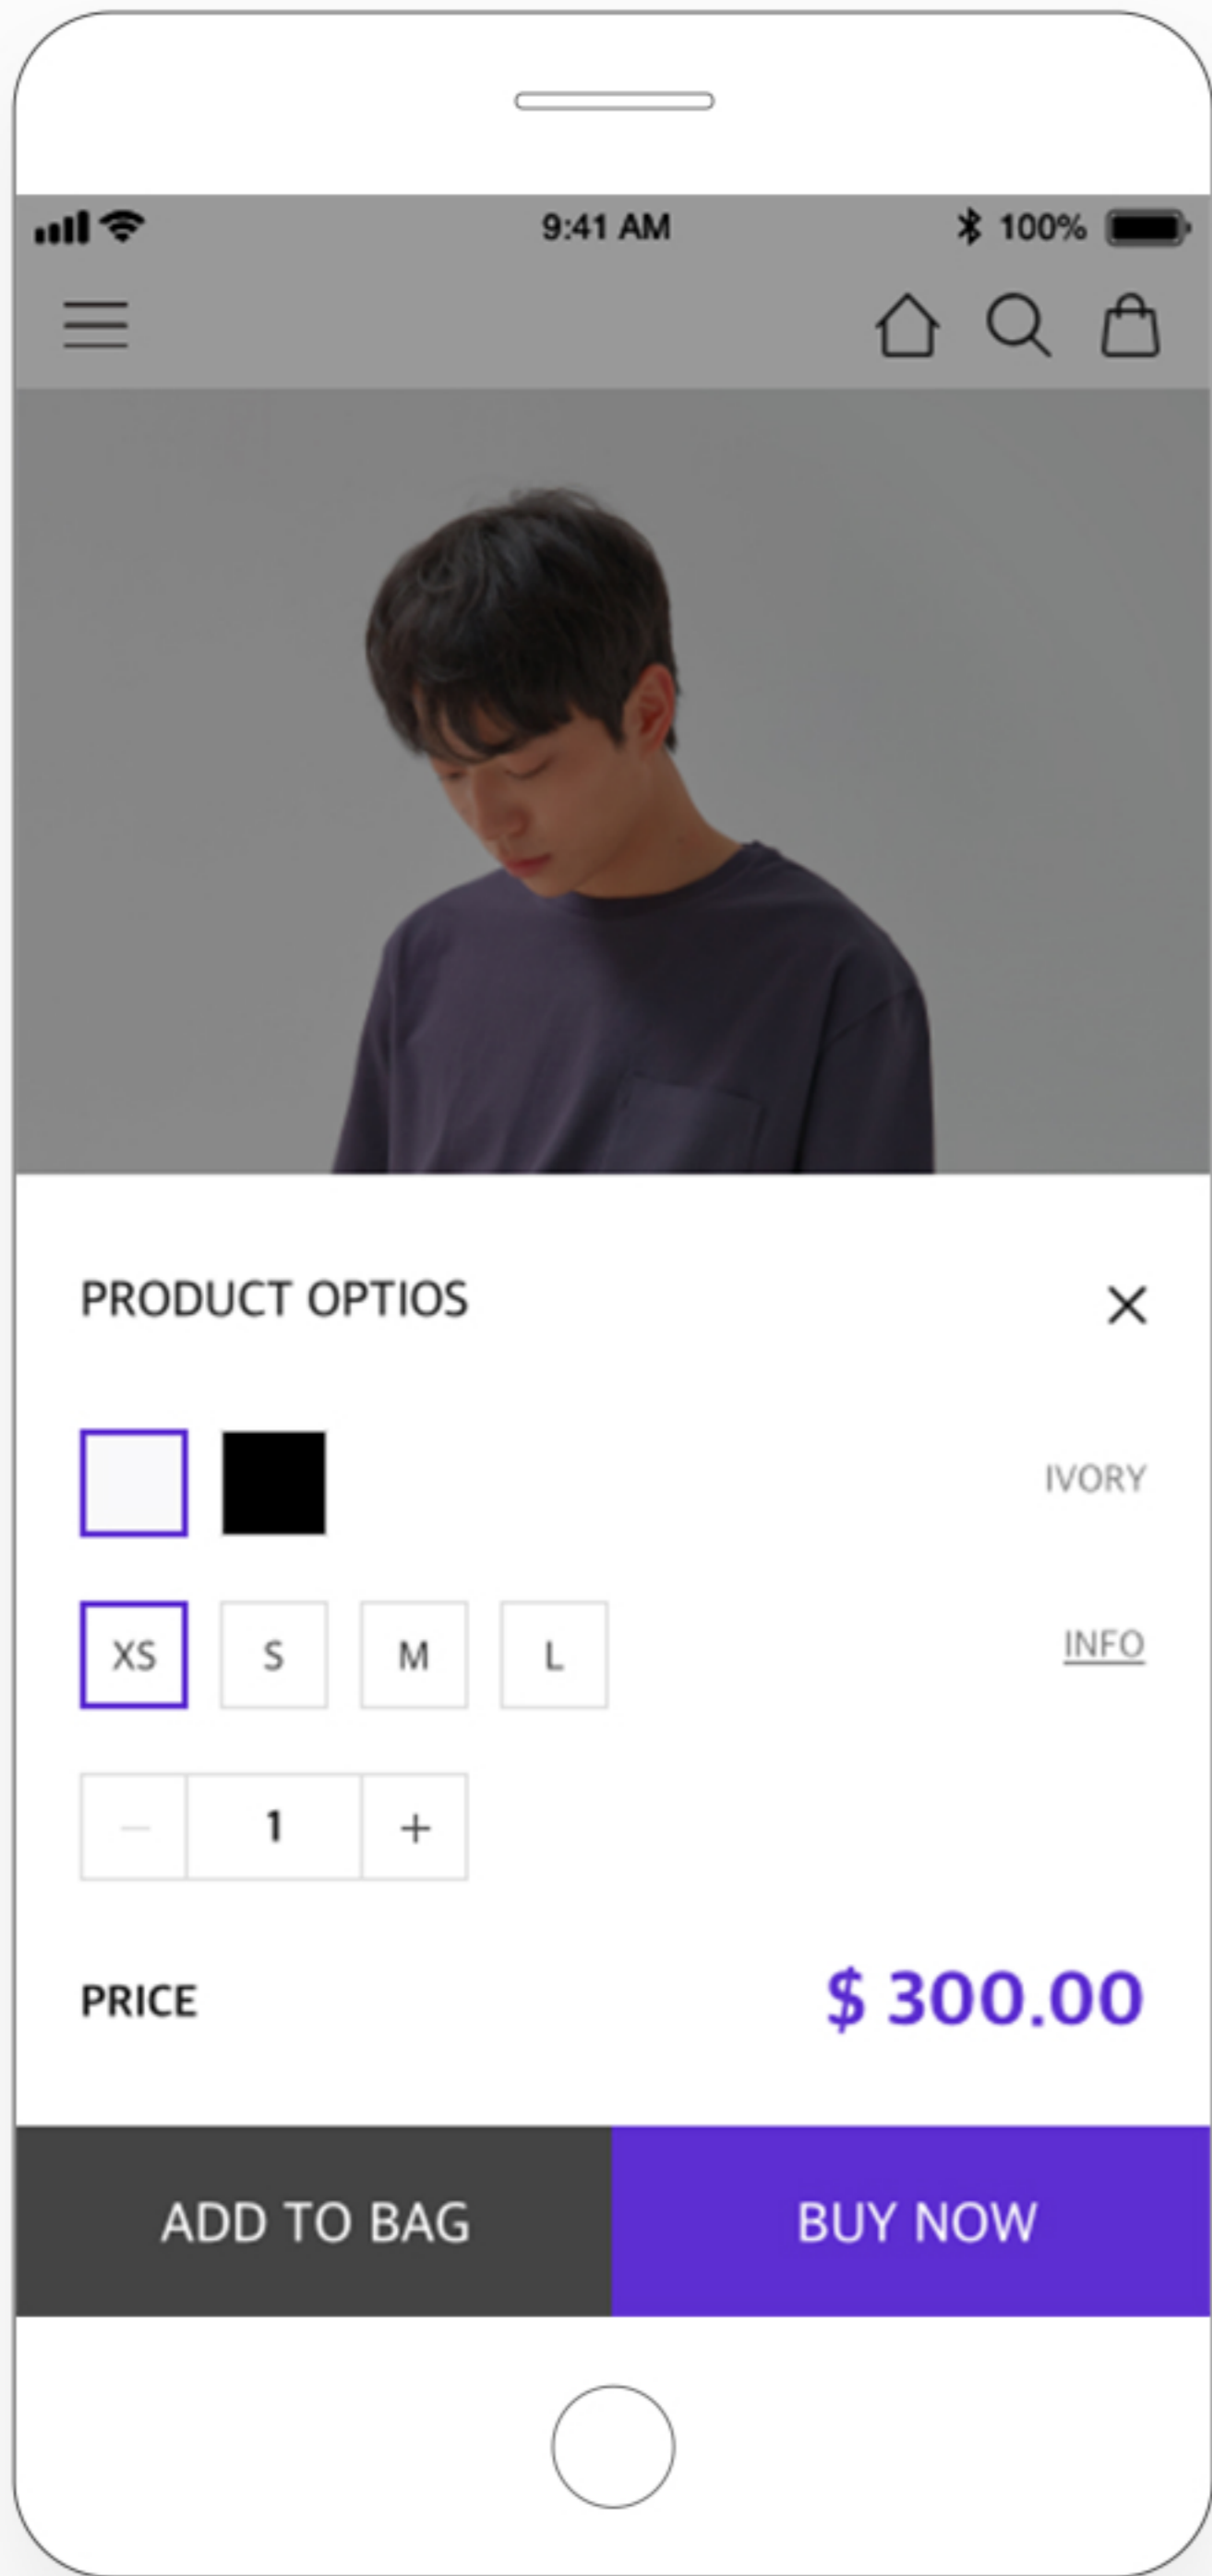 9:41 AM 100%
PRODUCT OPTIOS
IVORY
XS S M L INFO
1
PRICE $ 300.00
ADD TO BAG BUY NOW